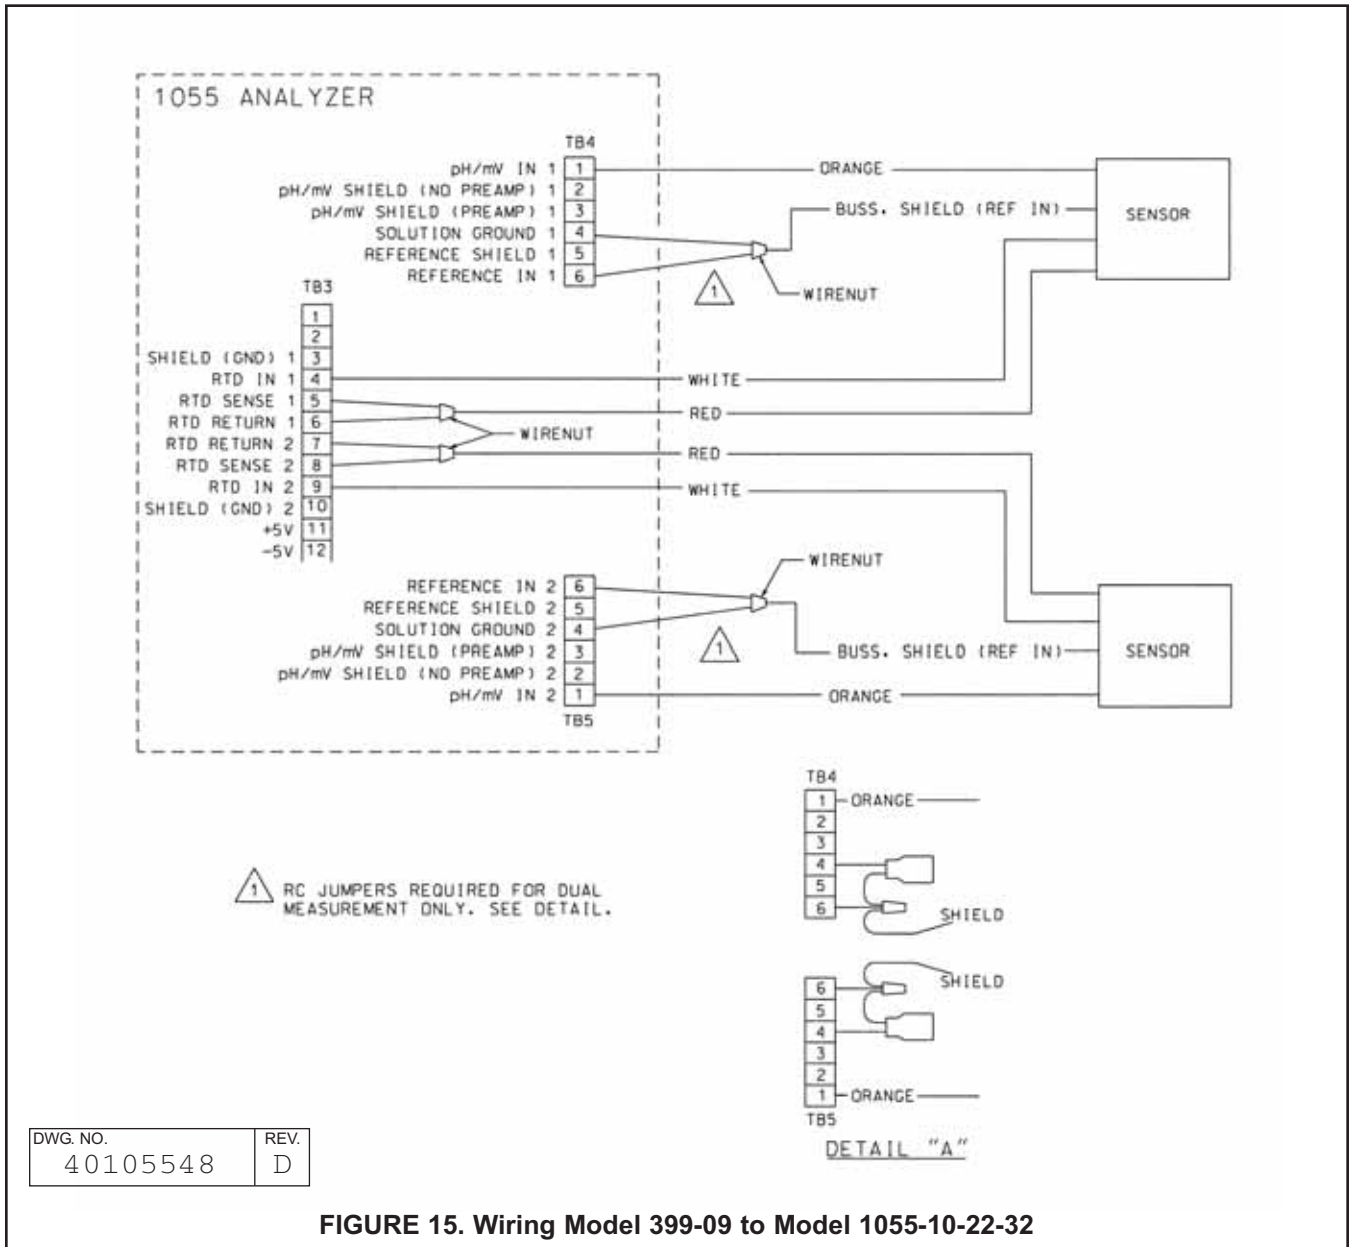 1055 ANALYZER
TB4
pH/mV IN 1 1 ORANGE
pH/mV SHIELD (NO PREAMP) 1 2
pH/mV SHIELD (PREAMP) 1 3 BUSS. SHIELD (REF IN) SENSOR
SOLUTION GROUND 1 4
REFERENCE SHIELD 1 5
REFERENCE IN 1 6
1
WIRENUT
TB3
1
2
SHIELD (GND) 1 3
RTD IN 1 4 WHITE
RTD SENSE 1 5
RED
RTD RETURN 1 6
WIRENUT
RTD RETURN 2 7
RED
RTD SENSE 2 8
RTD IN 2 9 WHITE
SHIELD (GND) 2 10
+5V 11
-5V 12
WIRENUT
REFERENCE IN 2 6
REFERENCE SHIELD 2 5
SOLUTION GROUND 2 4
1
pH/mV SHIELD (PREAMP) 2 3 BUSS. SHIELD (REF IN) SENSOR
pH/mV SHIELD (NO PREAMP) 2 2
pH/mV IN 2 1 ORANGE
TB5
TB4
1 ORANGE
2
3
4
5
6 SHIELD
1 RC JUMPERS REQUIRED FOR DUAL
MEASUREMENT ONLY. SEE DETAIL.
6 SHIELD
5
4
3
2
1 ORANGE
TB5
DETAIL "A"
DWG. NO. REV.
40105548 D
FIGURE 15. Wiring Model 399-09 to Model 1055-10-22-32